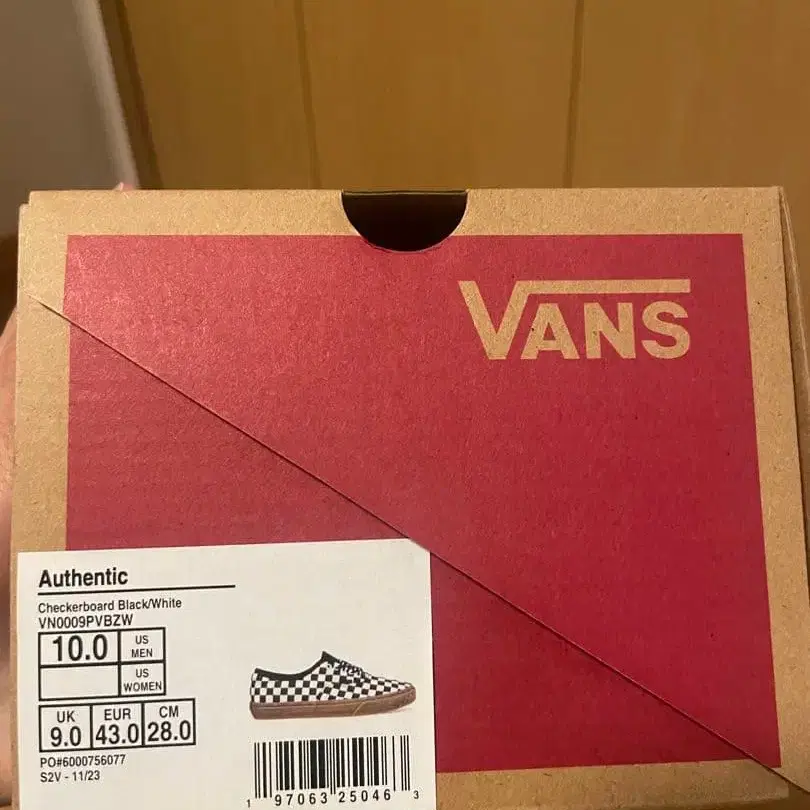 VANS
Authentic
Checkerboard Black/White
VN0009PVBZW
10.0 US MEN
US WOMEN
UK EUR CM
9.0 43.0 28.0
PO#6000756077
S2V - 11/23
1 97063 25046 3